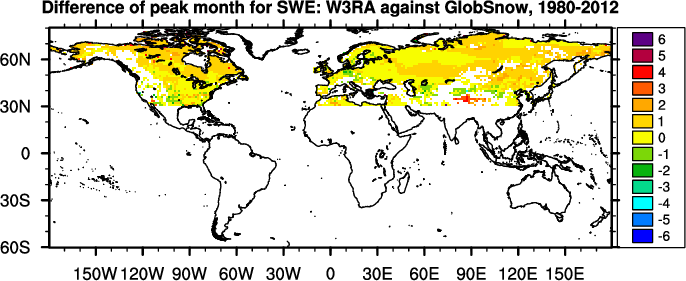 Difference of peak month for SWE: W3RA against GlobSnow, 1980-2012
60N
30N
0
30S
60S
150W 120W 90W 60W 30W 0 30E 60E 90E 120E 150E
6
5
4
3
2
1
0
-1
-2
-3
-4
-5
-6